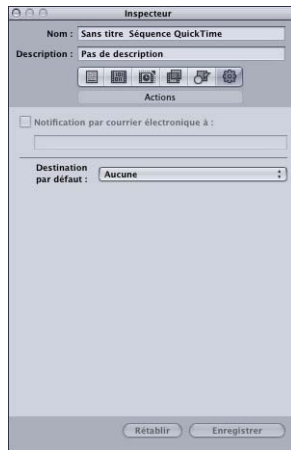 Inspecteur
Nom : Sans titre Séquence QuickTime
Description : Pas de description
Actions
Notification par courrier électronique à :
Destination
par défaut : Aucune
Rétablir Enregistrer